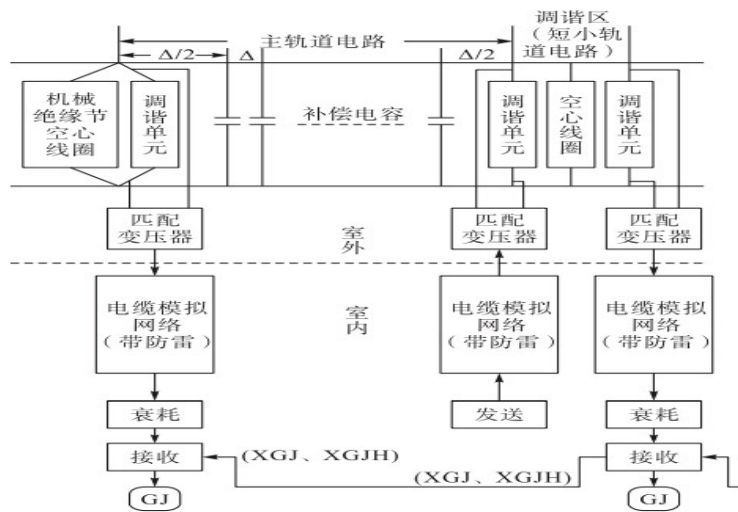 调谐区
（短小轨
道电路）
主轨道电路
Δ/2
Δ
Δ/2
机械
绝缘节
空心
线圈
调谐单元
补偿电容
调谐单元
空心线圈
调谐单元
匹配
变压器
室外
匹配
变压器
匹配
变压器
电缆模拟
网络
（带防雷）
室内
电缆模拟
网络
（带防雷）
电缆模拟
网络
（带防雷）
衰耗
发送
衰耗
接收
(XGJ、XGJH)
(XGJ、XGJH)
接收
GJ
GJ